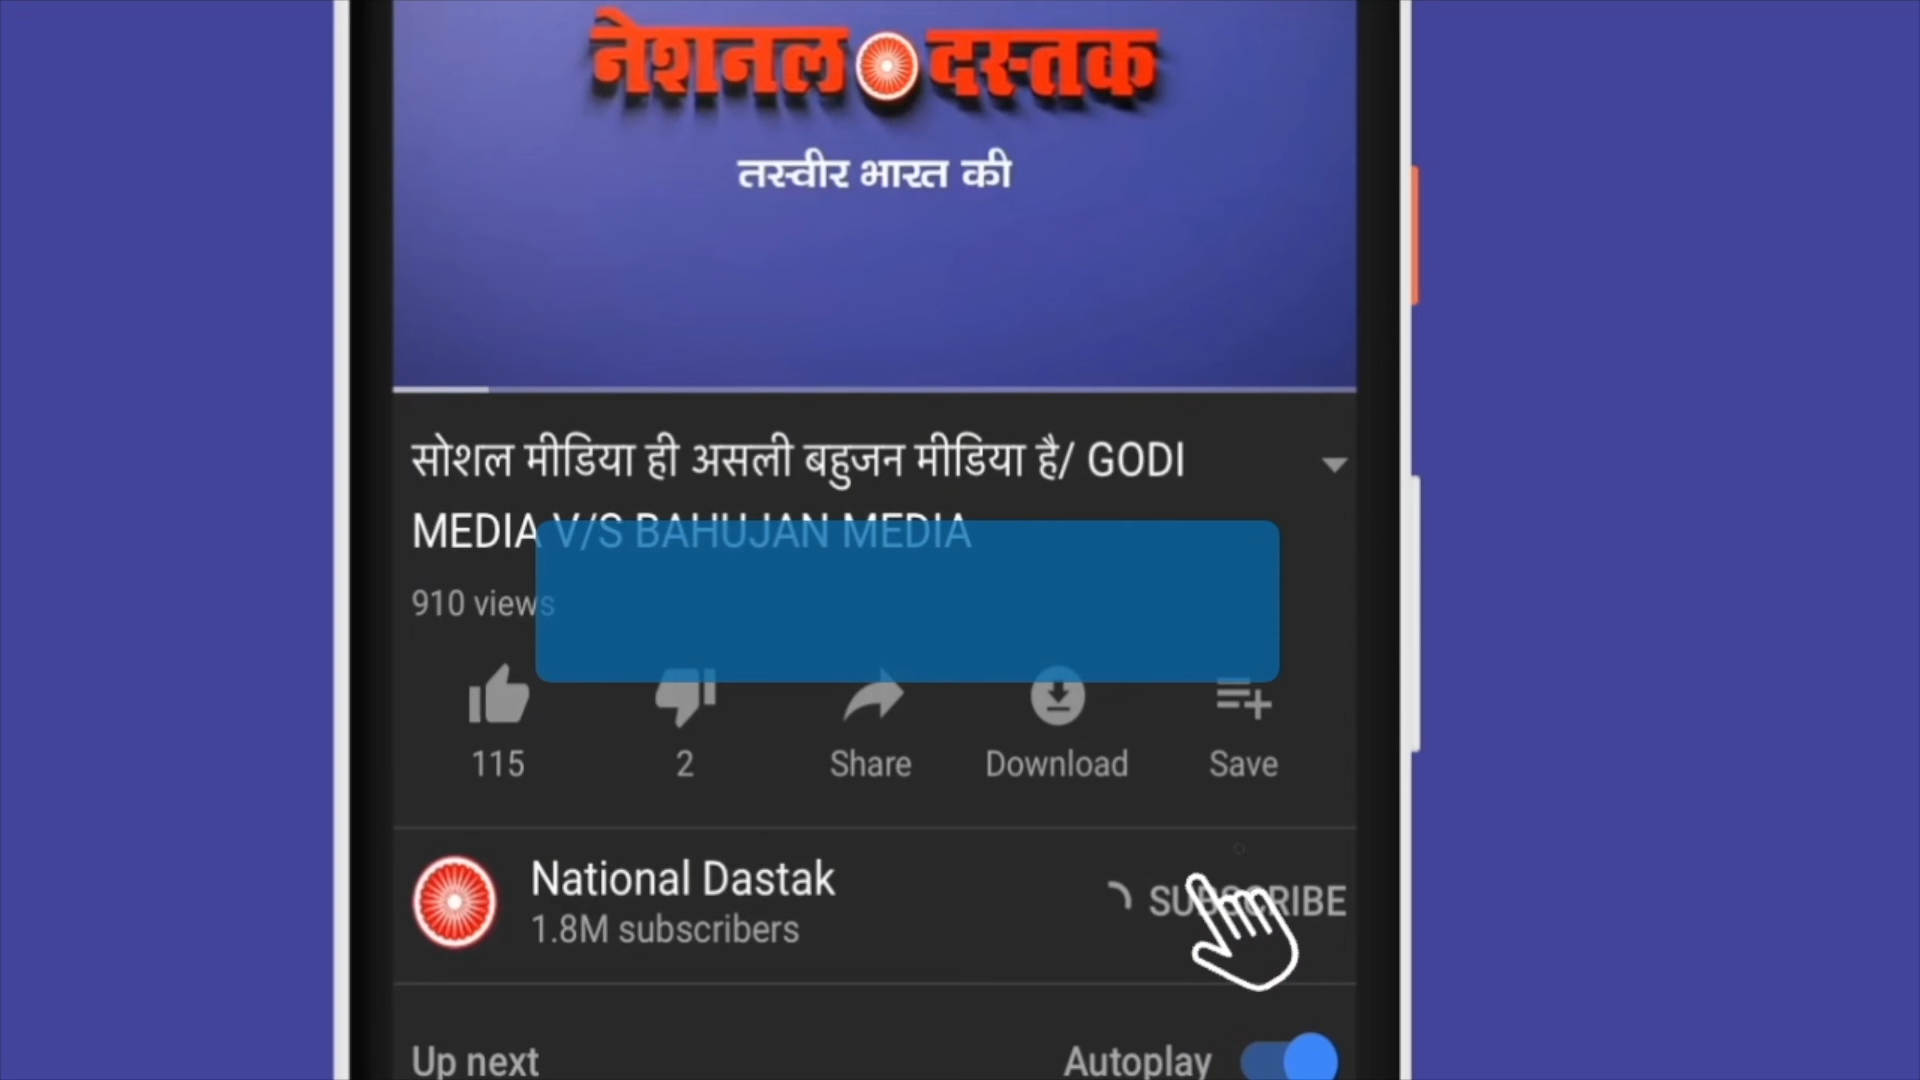 नेशनल दस्तक
तस्वीर भारत की
सोशल मीडिया ही असली बहुजन मीडिया है/ GODI
MEDIA V/S BAHUJAN MEDIA
910 views
115
2
Share
Download
Save
National Dastak
1.8M subscribers
SUBSCRIBE
Up next
Autoplay